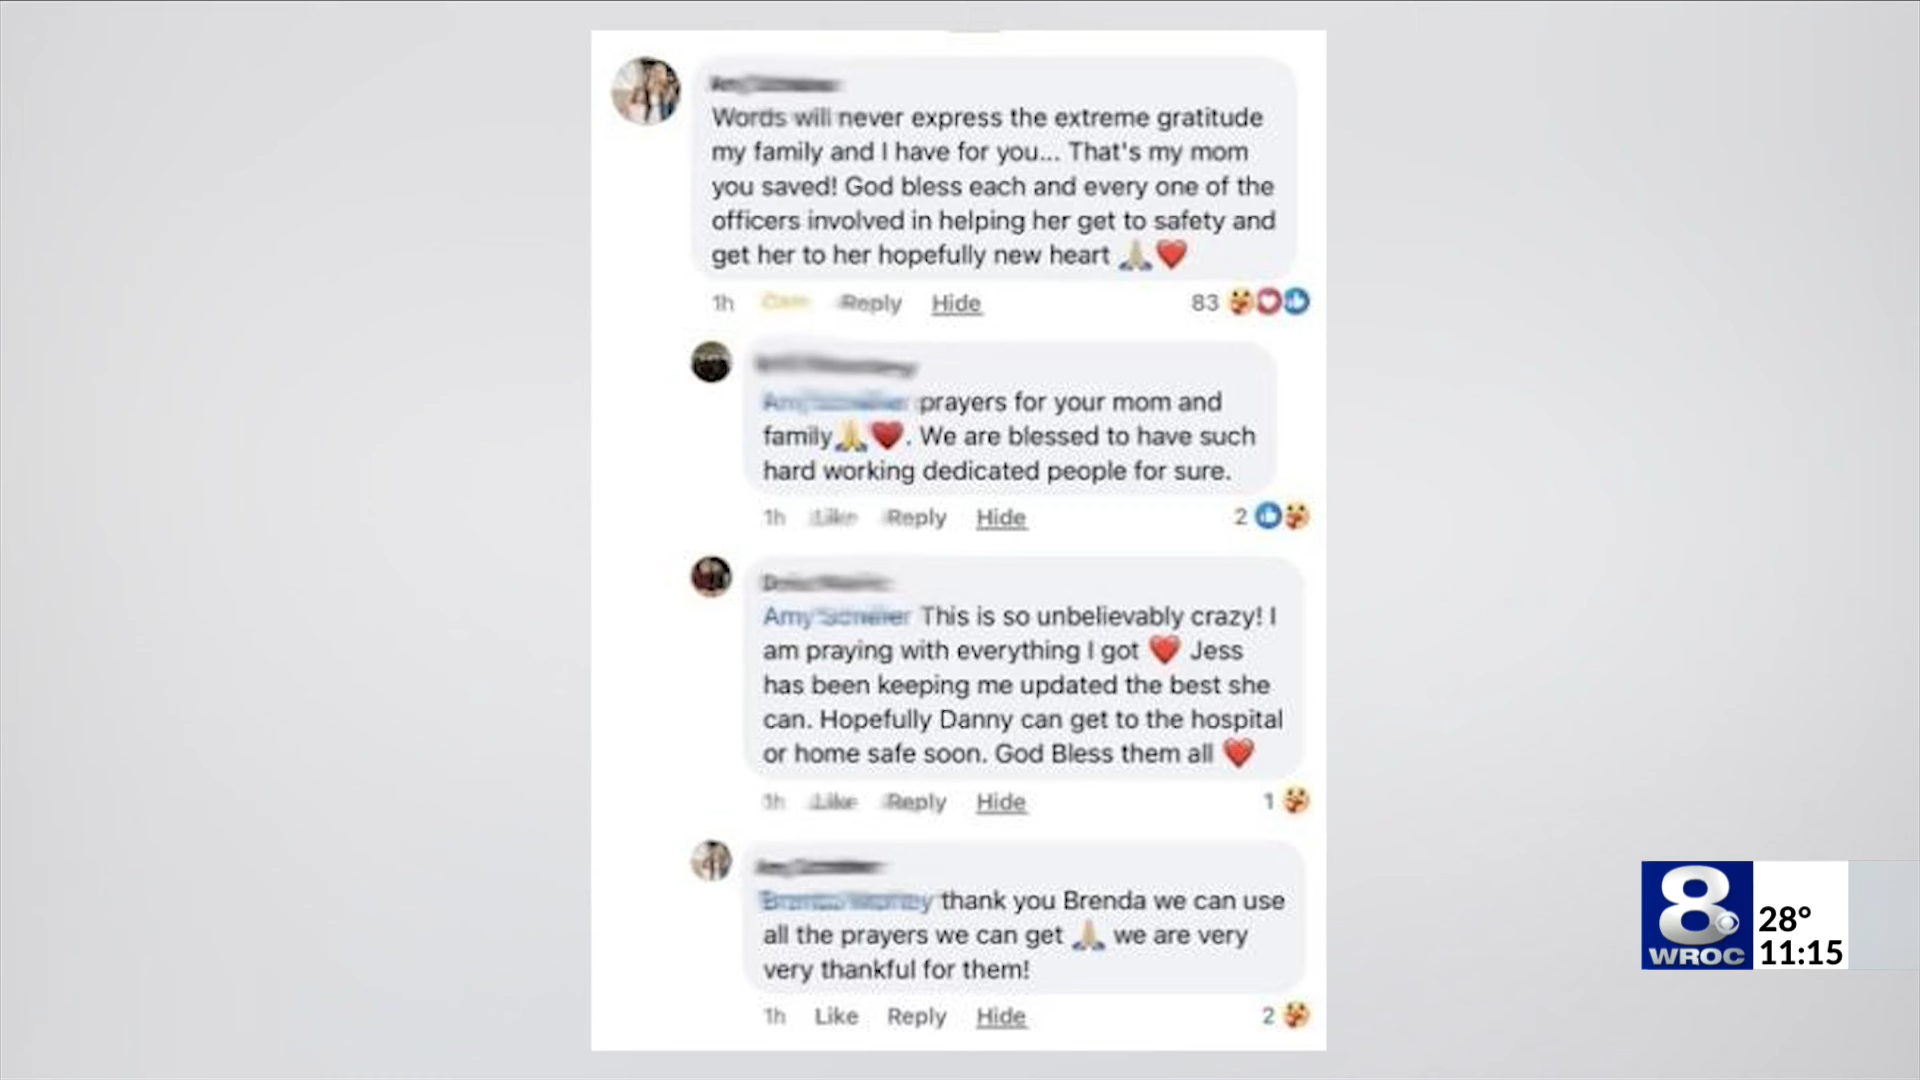 Words will never express the extreme gratitude
my family and I have for you... That's my mom
you saved! God bless each and every one of the
officers involved in helping her get to safety and
get her to her hopefully new heart 🙏❤️
1h Reply Hide 83
prayers for your mom and
family🙏❤️. We are blessed to have such
hard working dedicated people for sure.
1h Like Reply Hide 2
Amy This is so unbelievably crazy! I
am praying with everything I got ❤️ Jess
has been keeping me updated the best she
can. Hopefully Danny can get to the hospital
or home safe soon. God Bless them all ❤️
1h Like Reply Hide 1
thank you Brenda we can use
all the prayers we can get 🙏 we are very
very thankful for them!
1h Like Reply Hide 2
8
WROC
28°
11:15